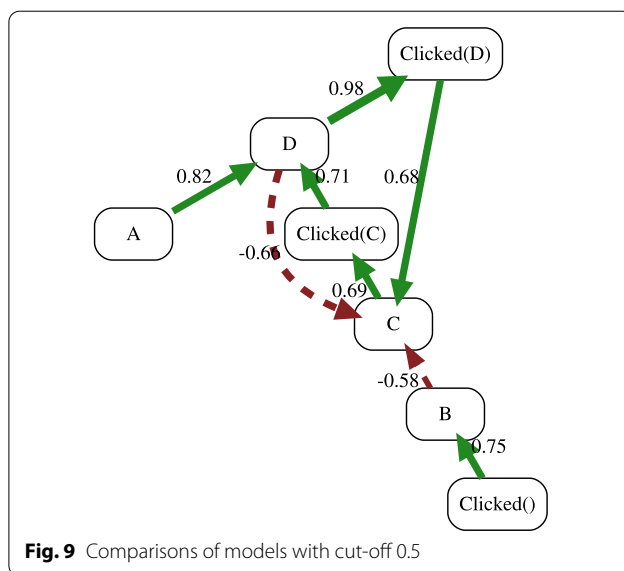 Clicked(D)
0.98
D
0.82
0.71
0.68
A
Clicked(C)
-0.66
0.69
C
-0.58
B
0.75
Clicked()
Fig. 9 Comparisons of models with cut-off 0.5